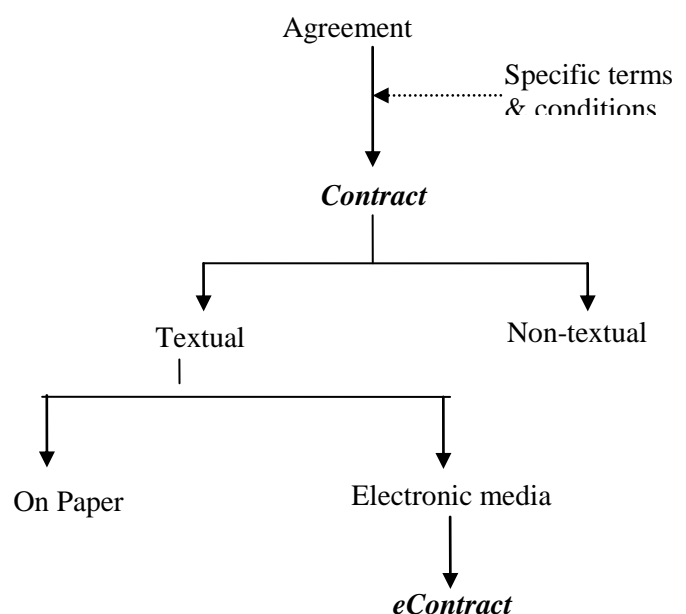 Agreement
Specific terms
& conditions
Contract
Textual
Non-textual
On Paper
Electronic media
eContract